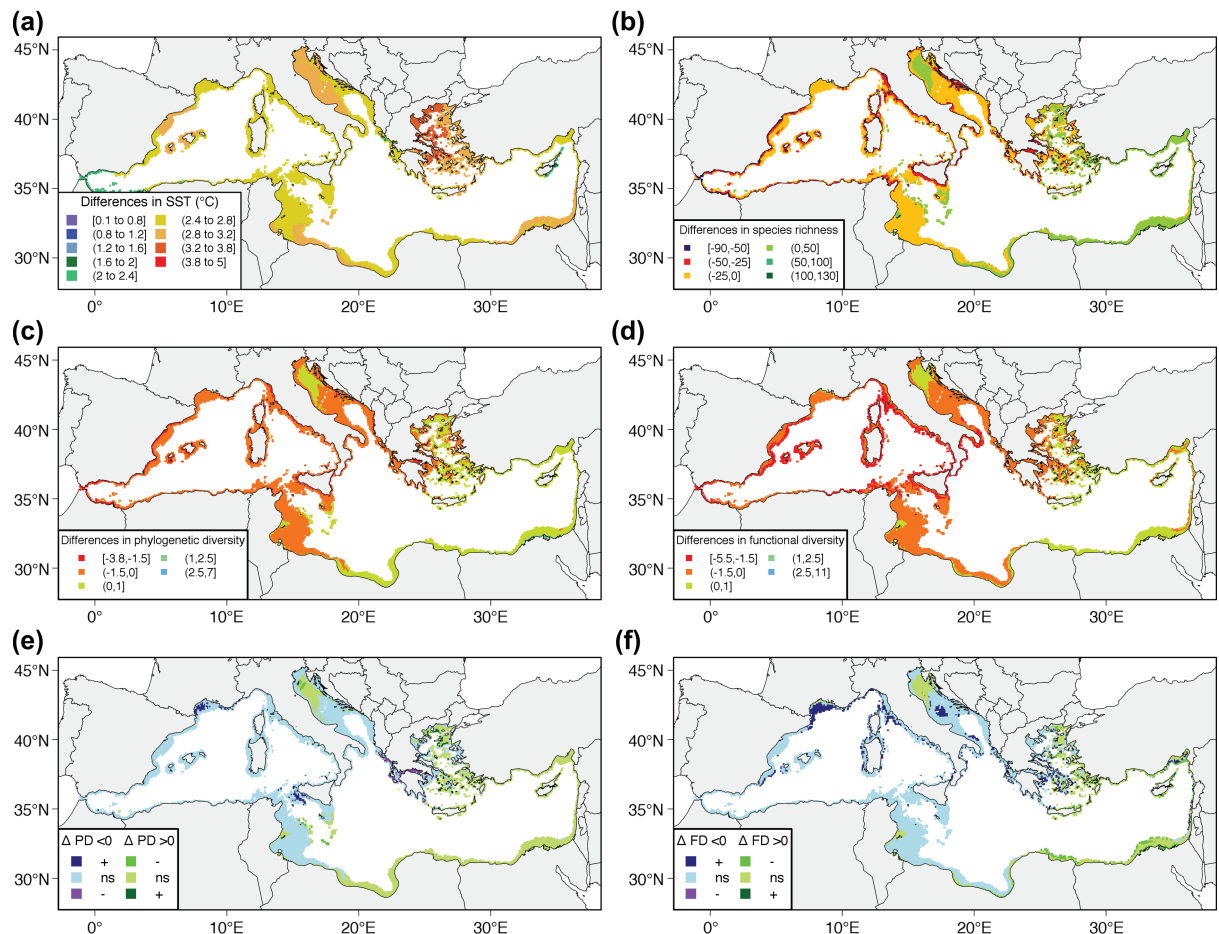 (a)
45°N
40°N
35°N
30°N
0°
10°E
20°E
30°E
Differences in SST (°C)
[0.1 to 0.8]
(0.8 to 1.2]
(1.2 to 1.6]
(1.6 to 2]
(2 to 2.4]
(2.4 to 2.8]
(2.8 to 3.2]
(3.2 to 3.8]
(3.8 to 5]
(b)
45°N
40°N
35°N
30°N
0°
10°E
20°E
30°E
Differences in species richness
[-90,-50]
(-50,-25]
(-25,0]
(0,50]
(50,100]
(100,130]
(c)
45°N
40°N
35°N
30°N
0°
10°E
20°E
30°E
Differences in phylogenetic diversity
[-3.8,-1.5]
(-1.5,0]
(0,1]
(1,2.5]
(2.5,7]
(d)
45°N
40°N
35°N
30°N
0°
10°E
20°E
30°E
Differences in functional diversity
[-5.5,-1.5]
(-1.5,0]
(0,1]
(1,2.5]
(2.5,11]
(e)
45°N
40°N
35°N
30°N
0°
10°E
20°E
30°E
Δ PD <0 Δ PD >0
+ -
ns ns
- +
(f)
45°N
40°N
35°N
30°N
0°
10°E
20°E
30°E
Δ FD <0 Δ FD >0
+ -
ns ns
- +